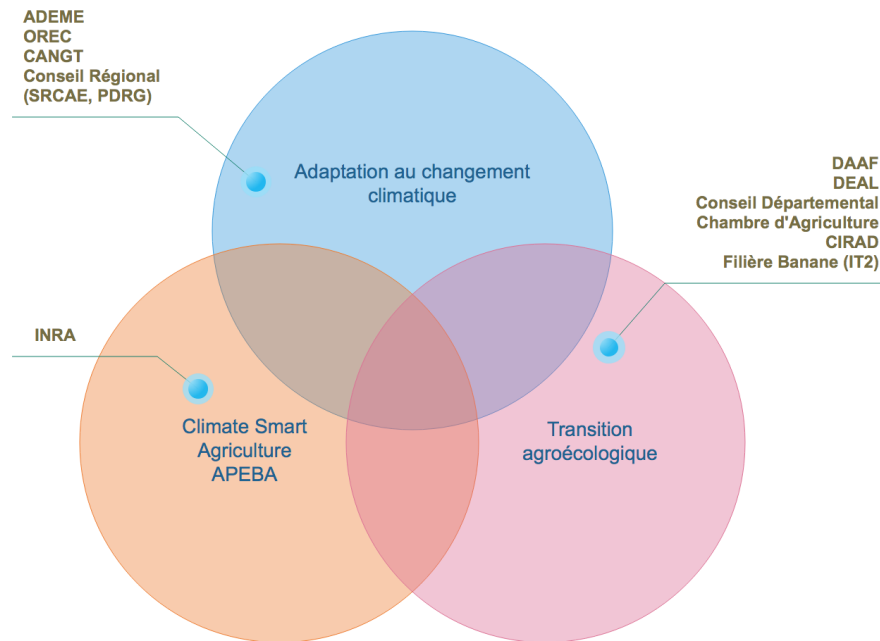 ADEME
OREC
CANGT
Conseil Régional
(SRCAE, PDRG)
Adaptation au changement
climatique
DAAF
DEAL
Conseil Départemental
Chambre d'Agriculture
CIRAD
Filière Banane (IT2)
INRA
Climate Smart
Agriculture
APEBA
Transition
agroécologique